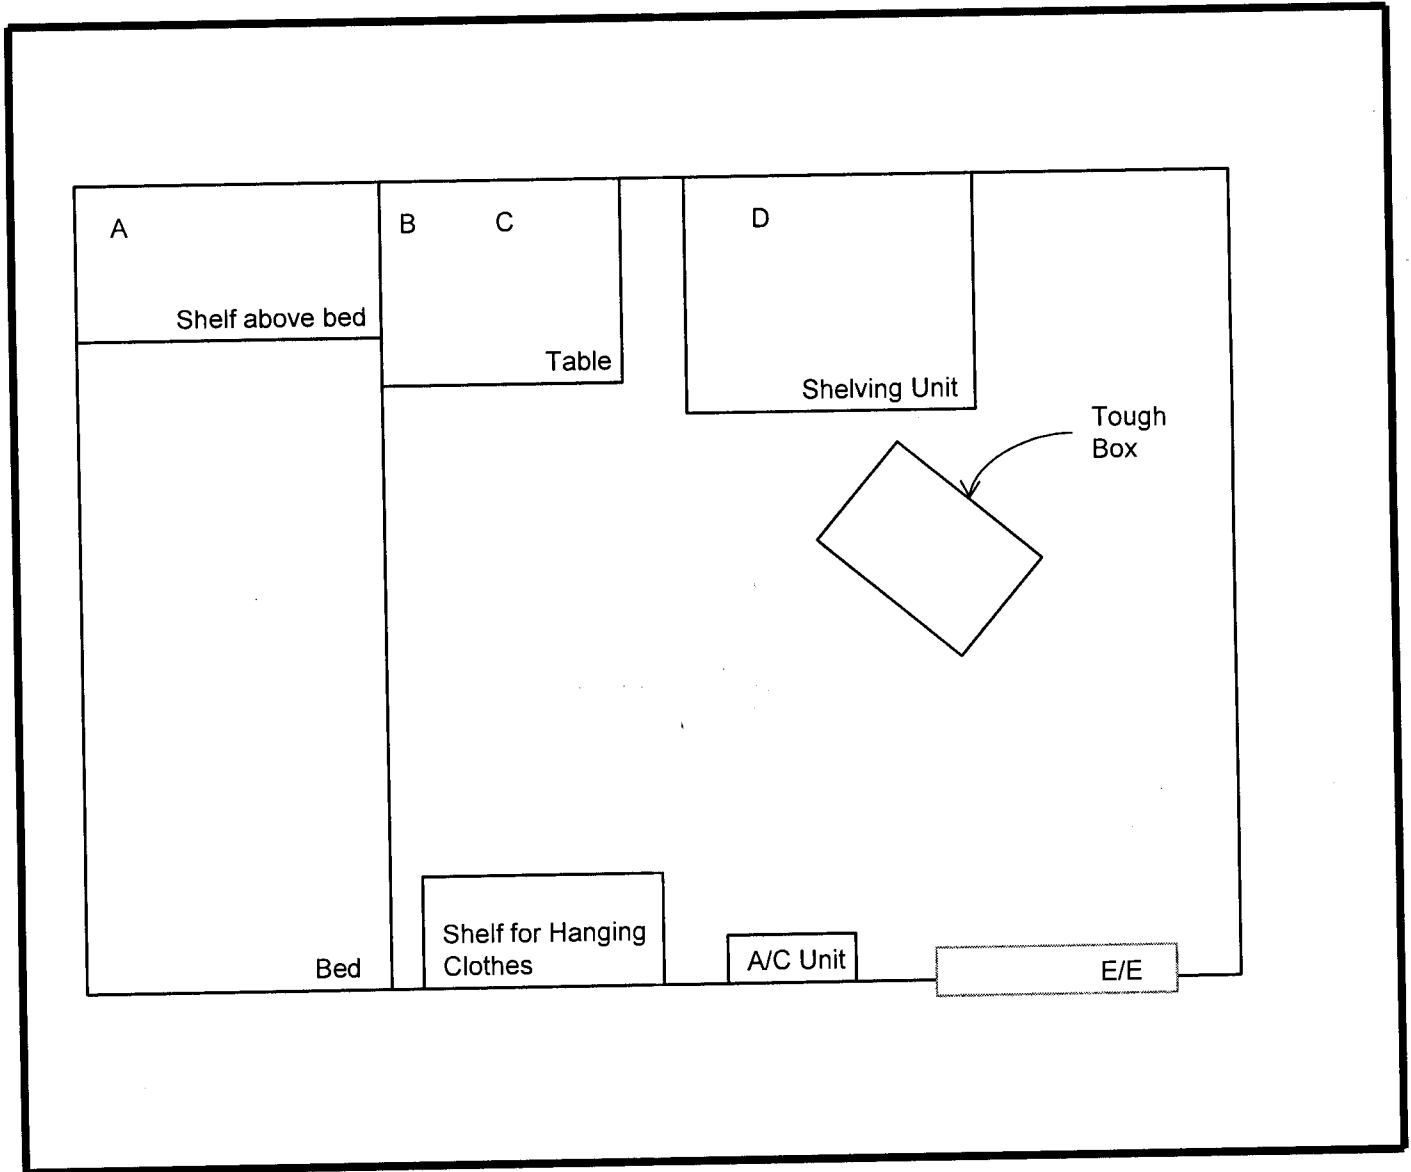 A
B
C
D
Shelf above bed
Table
Shelving Unit
Tough
Box
Shelf for Hanging
Clothes
Bed
A/C Unit
E/E